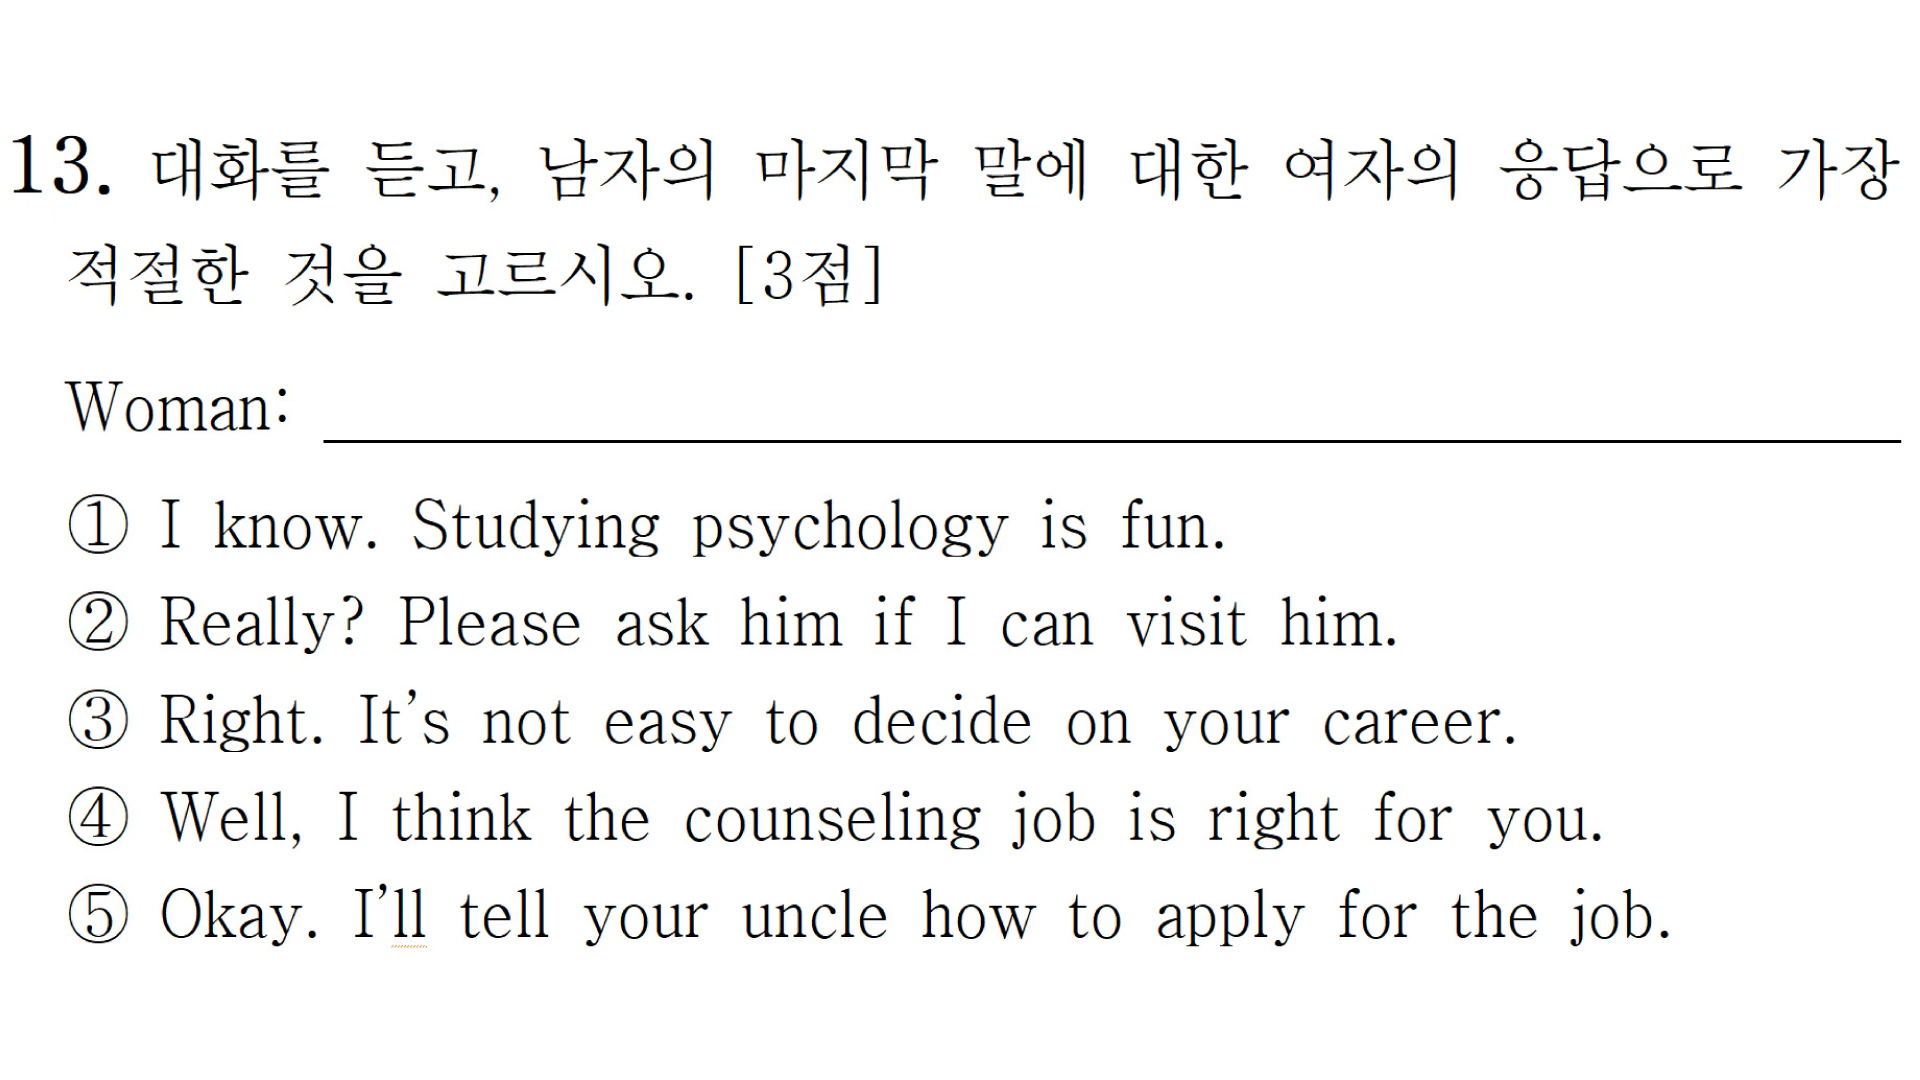 13. 대화를 듣고, 남자의 마지막 말에 대한 여자의 응답으로 가장
적절한 것을 고르시오. [3점]
Woman:
① I know. Studying psychology is fun.
② Really? Please ask him if I can visit him.
③ Right. It's not easy to decide on your career.
④ Well, I think the counseling job is right for you.
⑤ Okay. I'll tell your uncle how to apply for the job.